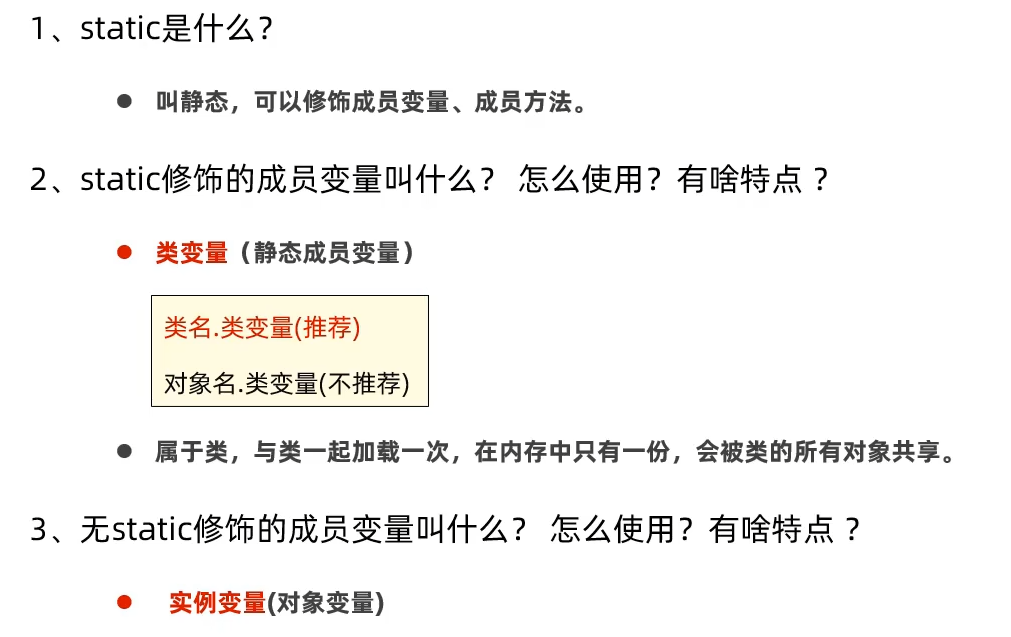 1、static是什么？
● 叫静态，可以修饰成员变量、成员方法。
2、static修饰的成员变量叫什么？ 怎么使用？有啥特点 ？
● 类变量（静态成员变量）
类名.类变量(推荐)
对象名.类变量(不推荐)
● 属于类，与类一起加载一次，在内存中只有一份，会被类的所有对象共享。
3、无static修饰的成员变量叫什么？ 怎么使用？有啥特点 ？
● 实例变量(对象变量)